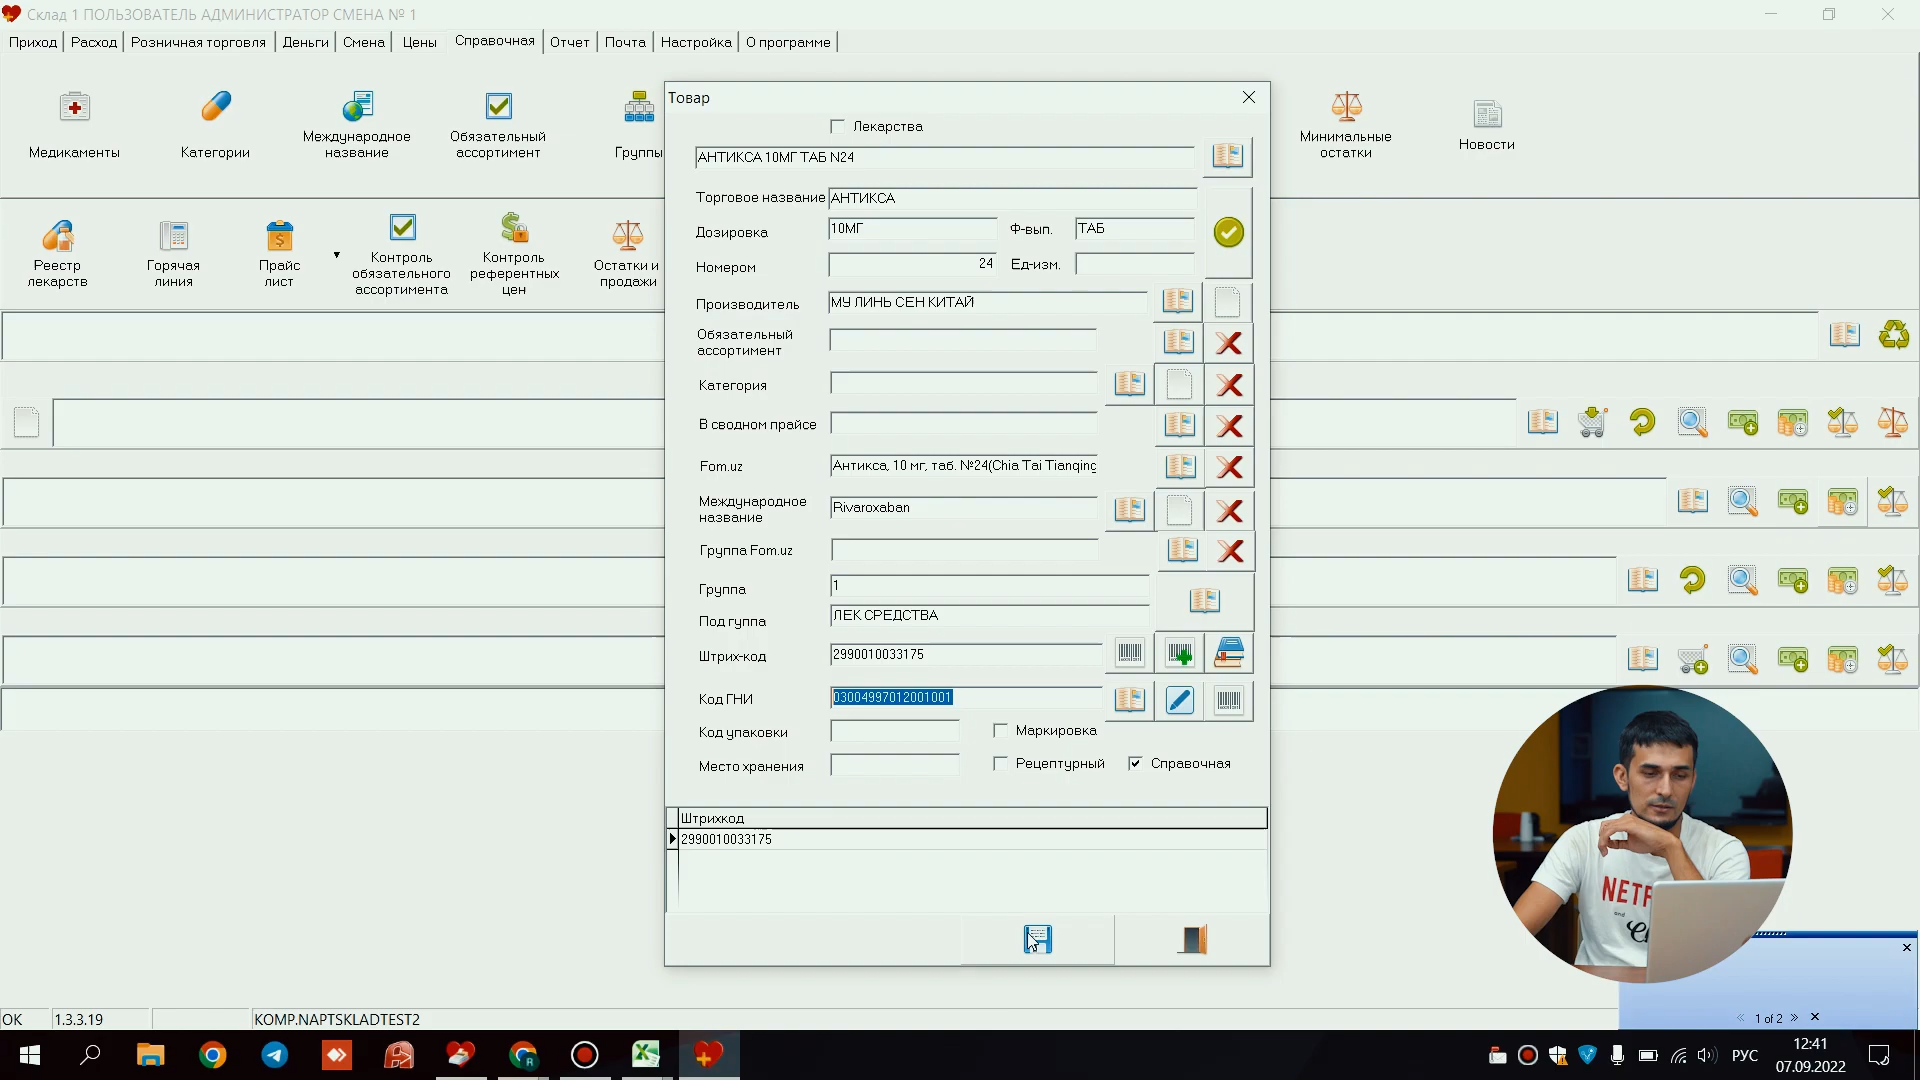 Склад 1 ПОЛЬЗОВАТЕЛЬ АДМИНИСТРАТОР СМЕНА № 1
Приход Расход Розничная торговля Деньги Смена Цены Справочная Отчет Почта Настройка О программе
Медикаменты
Категории
Международное
название
Обязательный
ассортимент
Группы
Минимальные
остатки
Новости
Реестр
лекарств
Горячая
линия
Прайс
лист
Контроль
обязательного
ассортимента
Контроль
референтных
цен
Остатки и
продажи
Товар
Лекарства
АНТИКСА 10МГ ТАБ N24
Торговое название АНТИКСА
Дозировка 10МГ Ф-вып. ТАБ
Номером 24 Ед-изм.
Производитель МУ ЛИНЬ СЕН КИТАЙ
Обязательный
ассортимент
Категория
В сводном прайсе
Fom.uz Антикса, 10 мг, таб. №24(Chia Tai Tianqing
Международное
название Rivaroxaban
Группа Fom.uz
Группа 1
Под гуппа ЛЕК СРЕДСТВА
Штрих-код 2990010033175
Код ГНИ 03004997012001001
Код упаковки Маркировка
Место хранения Рецептурный Справочная
Штрихкод
2990010033175
NETF
and
Ch
1 of 2
OK 1.3.3.19 KOMP.NAPTSKLADTEST2
РУС
12:41
07.09.2022